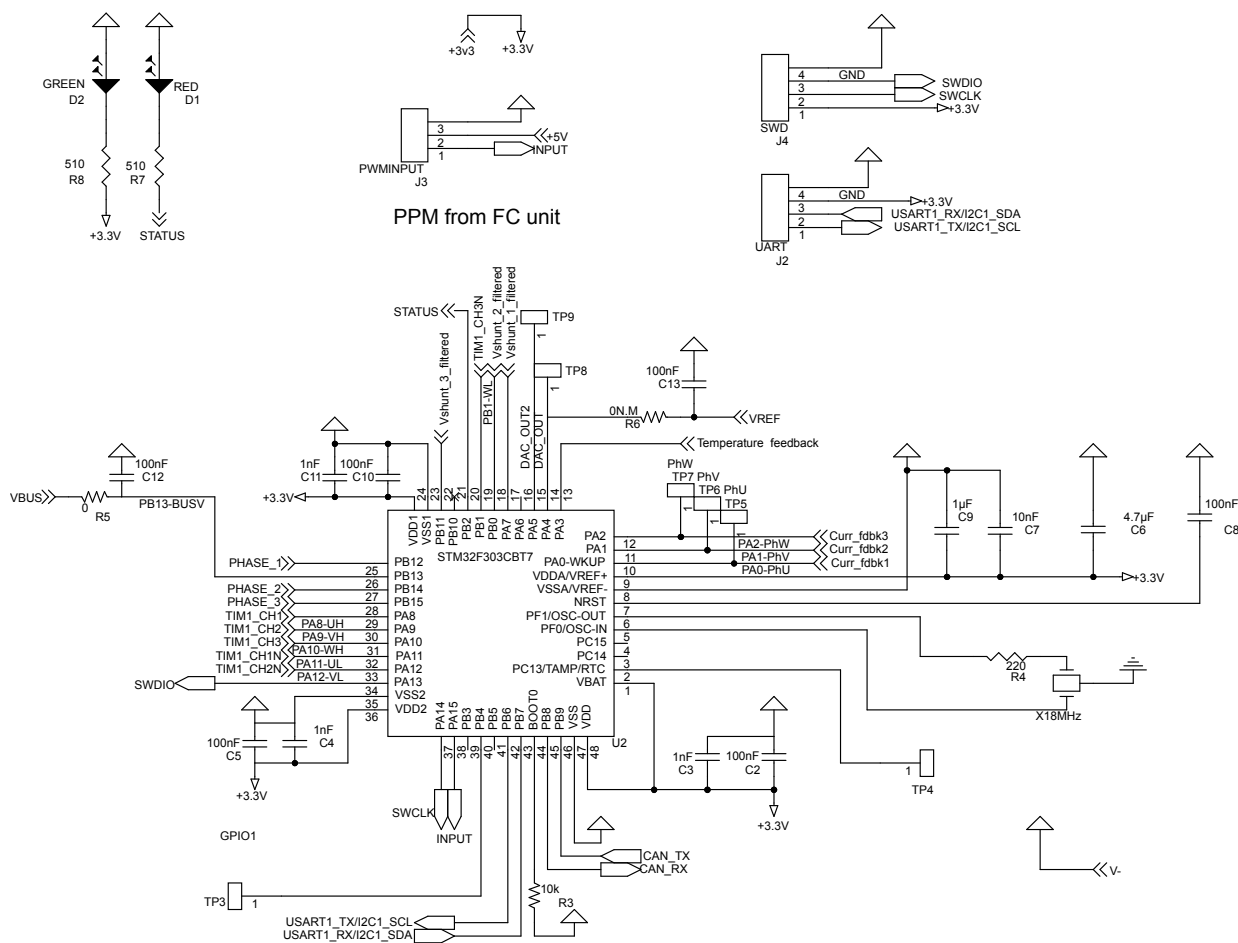 GREEN
D2
RED
D1
510
R8
510
R7
+3.3V
STATUS
+3v3
+3.3V
3
2
1
+5V
INPUT
PWMINPUT
J3
PPM from FC unit
4
3
2
1
GND
SWDIO
SWCLK
+3.3V
SWD
J4
4
3
2
1
GND
+3.3V
USART1_RX/I2C1_SDA
USART1_TX/I2C1_SCL
UART
J2
STATUS
Vshunt_3_filtered
TIM1_CH3N
PB1-WL
Vshunt_2_filtered
Vshunt_1_filtered
TP9
1
TP8
1
DAC_OUT2
DAC_OUT
100nF
C13
0N.M
R6
VREF
Temperature feedback
1nF
C11
100nF
C10
+3.3V
100nF
C12
VBUS
0
R5
PB13-BUSV
24
23
22
21
20
19
18
17
16
15
14
13
VDD1
VSS1
PB11
PB10
PB2
PB1
PB0
PA7
PA6
PA5
PA4
PA3
STM32F303CBT7
PhW
TP7
PhV
TP6
PhU
TP5
1
1
1
Curr_fdbk3
Curr_fdbk2
Curr_fdbk1
PA2-PhW
PA1-PhV
PA0-PhU
PA2
PA1
PA0-WKUP
VDDA/VREF+
VSSA/VREF-
NRST
PF1/OSC-OUT
PF0/OSC-IN
PC15
PC14
PC13/TAMP/RTC
VBAT
12
11
10
9
8
7
6
5
4
3
2
1
1µF
C9
10nF
C7
4.7µF
C6
100nF
C8
+3.3V
PHASE_1
PHASE_2
PHASE_3
TIM1_CH1
TIM1_CH2
TIM1_CH3
TIM1_CH1N
TIM1_CH2N
SWDIO
PA8-UH
PA9-VH
PA10-WH
PA11-UL
PA12-VL
25
26
27
28
29
30
31
32
33
34
35
36
PB12
PB13
PB14
PB15
PA8
PA9
PA10
PA11
PA12
PA13
VSS2
VDD2
220
R4
X18MHz
100nF
C5
1nF
C4
+3.3V
PA14
PA15
PB3
PB4
PB5
PB6
PB7
BOOT0
PB8
PB9
VSS
VDD
U2
37
38
39
40
41
42
43
44
45
46
47
48
1nF
C3
100nF
C2
+3.3V
1
TP4
SWCLK
INPUT
GPIO1
TP3
1
CAN_TX
CAN_RX
10k
R3
USART1_TX/I2C1_SCL
USART1_RX/I2C1_SDA
V-